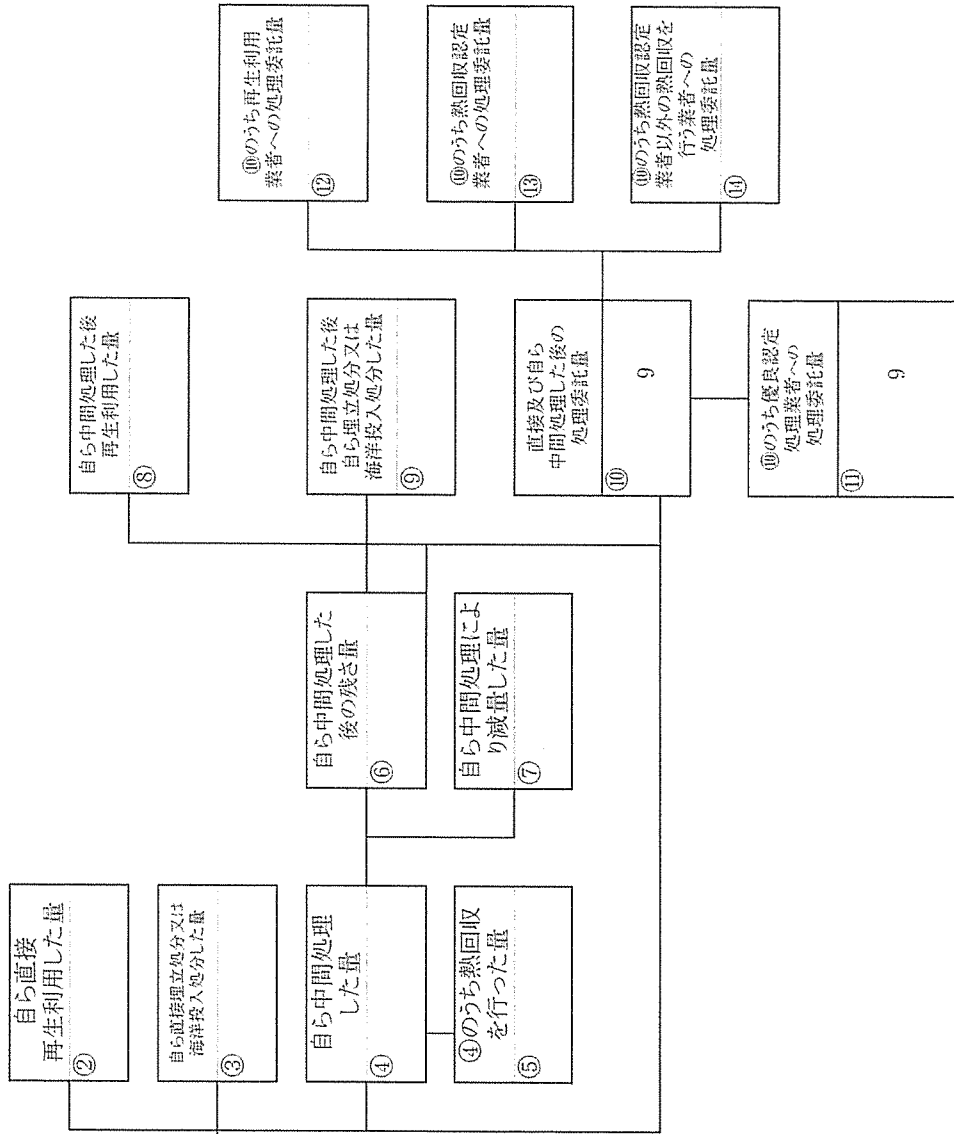 自ら直接
再生利用した量
②
自ら直接埋立処分又は
海洋投入処分した量
③
自ら中間処理
した量
④
④のうち熱回収
を行った量
⑤
自ら中間処理した
後の残さ量
⑥
自ら中間処理によ
り減量した量
⑦
自ら中間処理した後
再生利用した量
⑧
自ら中間処理した後
自ら埋立処分又は
海洋投入処分した量
⑨
直接及び自ら
中間処理した後の
処理委託量
⑩
9
⑩のうち優良認定
処理業者への
処理委託量
⑪
9
⑩のうち再生利用
業者への処理委託量
⑫
⑩のうち熱回収認定
業者への処理委託量
⑬
⑩のうち熱回収認定
業者以外の熱回収を
行う業者への
処理委託量
⑭